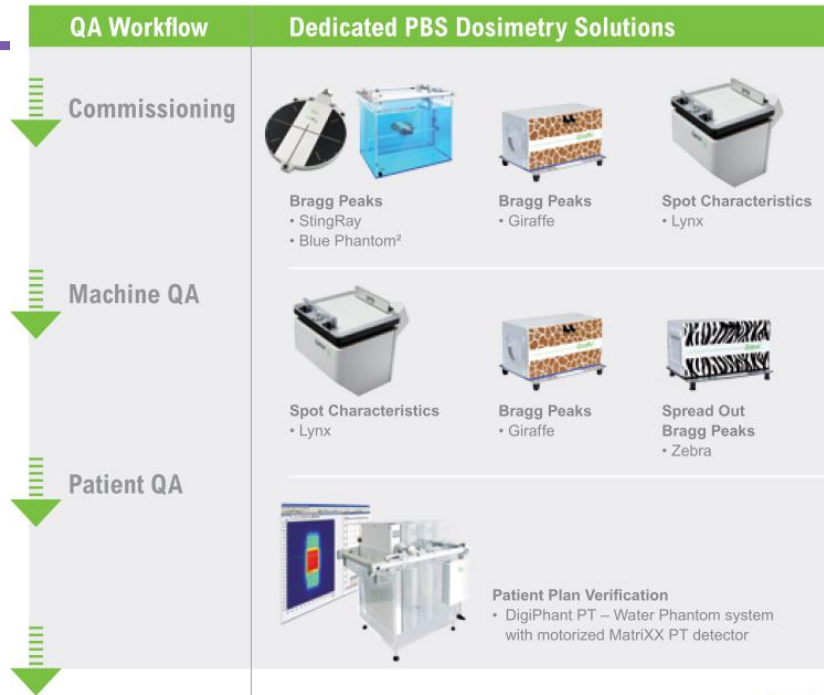 QA Workflow
Dedicated PBS Dosimetry Solutions
Commissioning
Bragg Peaks
• StingRay
• Blue Phantom²
Bragg Peaks
• Giraffe
Spot Characteristics
• Lynx
Machine QA
Spot Characteristics
• Lynx
Bragg Peaks
• Giraffe
Spread Out
Bragg Peaks
• Zebra
Patient QA
Patient Plan Verification
• DigiPhant PT – Water Phantom system
with motorized MatriXX PT detector